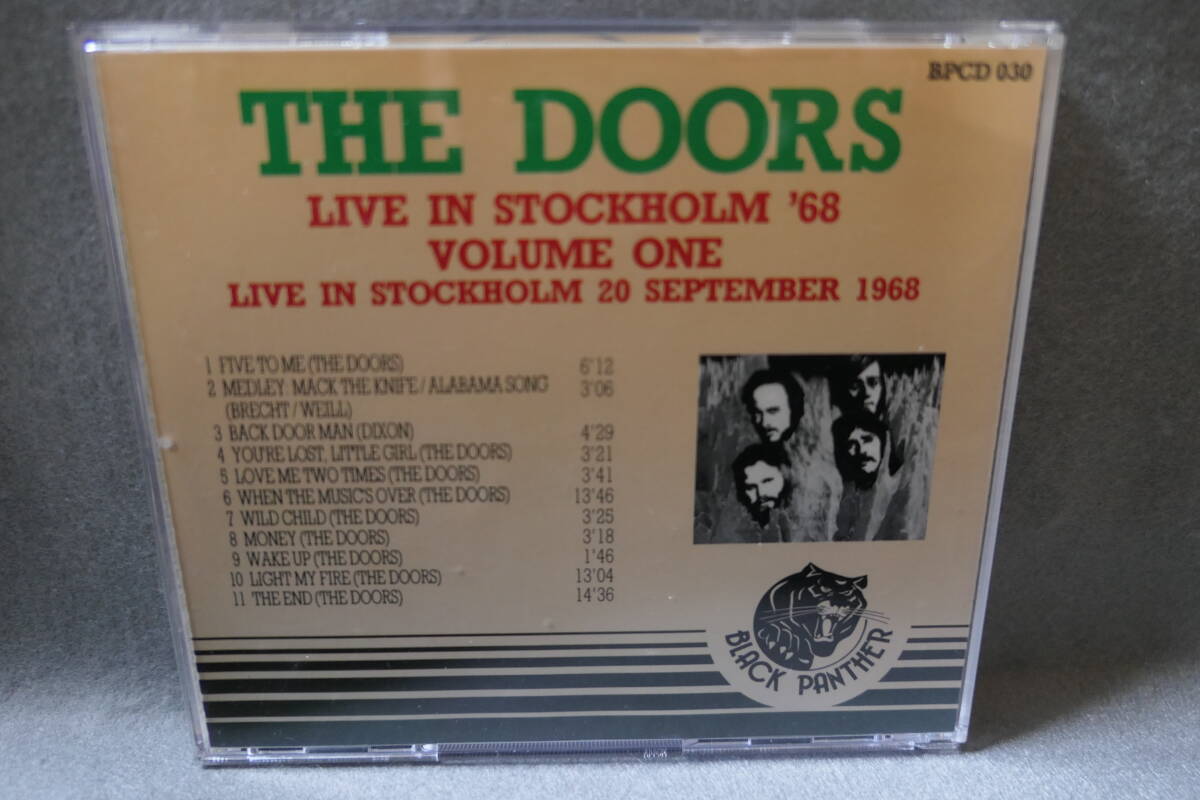 BPCD 030
THE DOORS
LIVE IN STOCKHOLM '68
VOLUME ONE
LIVE IN STOCKHOLM 20 SEPTEMBER 1968
1 FIVE TO ME (THE DOORS) 6'12
2 MEDLEY: MACK THE KNIFE / ALABAMA SONG 3'06
(BRECHT / WEILL)
3 BACK DOOR MAN (DIXON) 4'29
4 YOU'RE LOST, LITTLE GIRL (THE DOORS) 3'21
5 LOVE ME TWO TIMES (THE DOORS) 3'41
6 WHEN THE MUSIC'S OVER (THE DOORS) 13'46
7 WILD CHILD (THE DOORS) 3'25
8 MONEY (THE DOORS) 3'18
9 WAKE UP (THE DOORS) 1'46
10 LIGHT MY FIRE (THE DOORS) 13'04
11 THE END (THE DOORS) 14'36
BLACK PANTHER